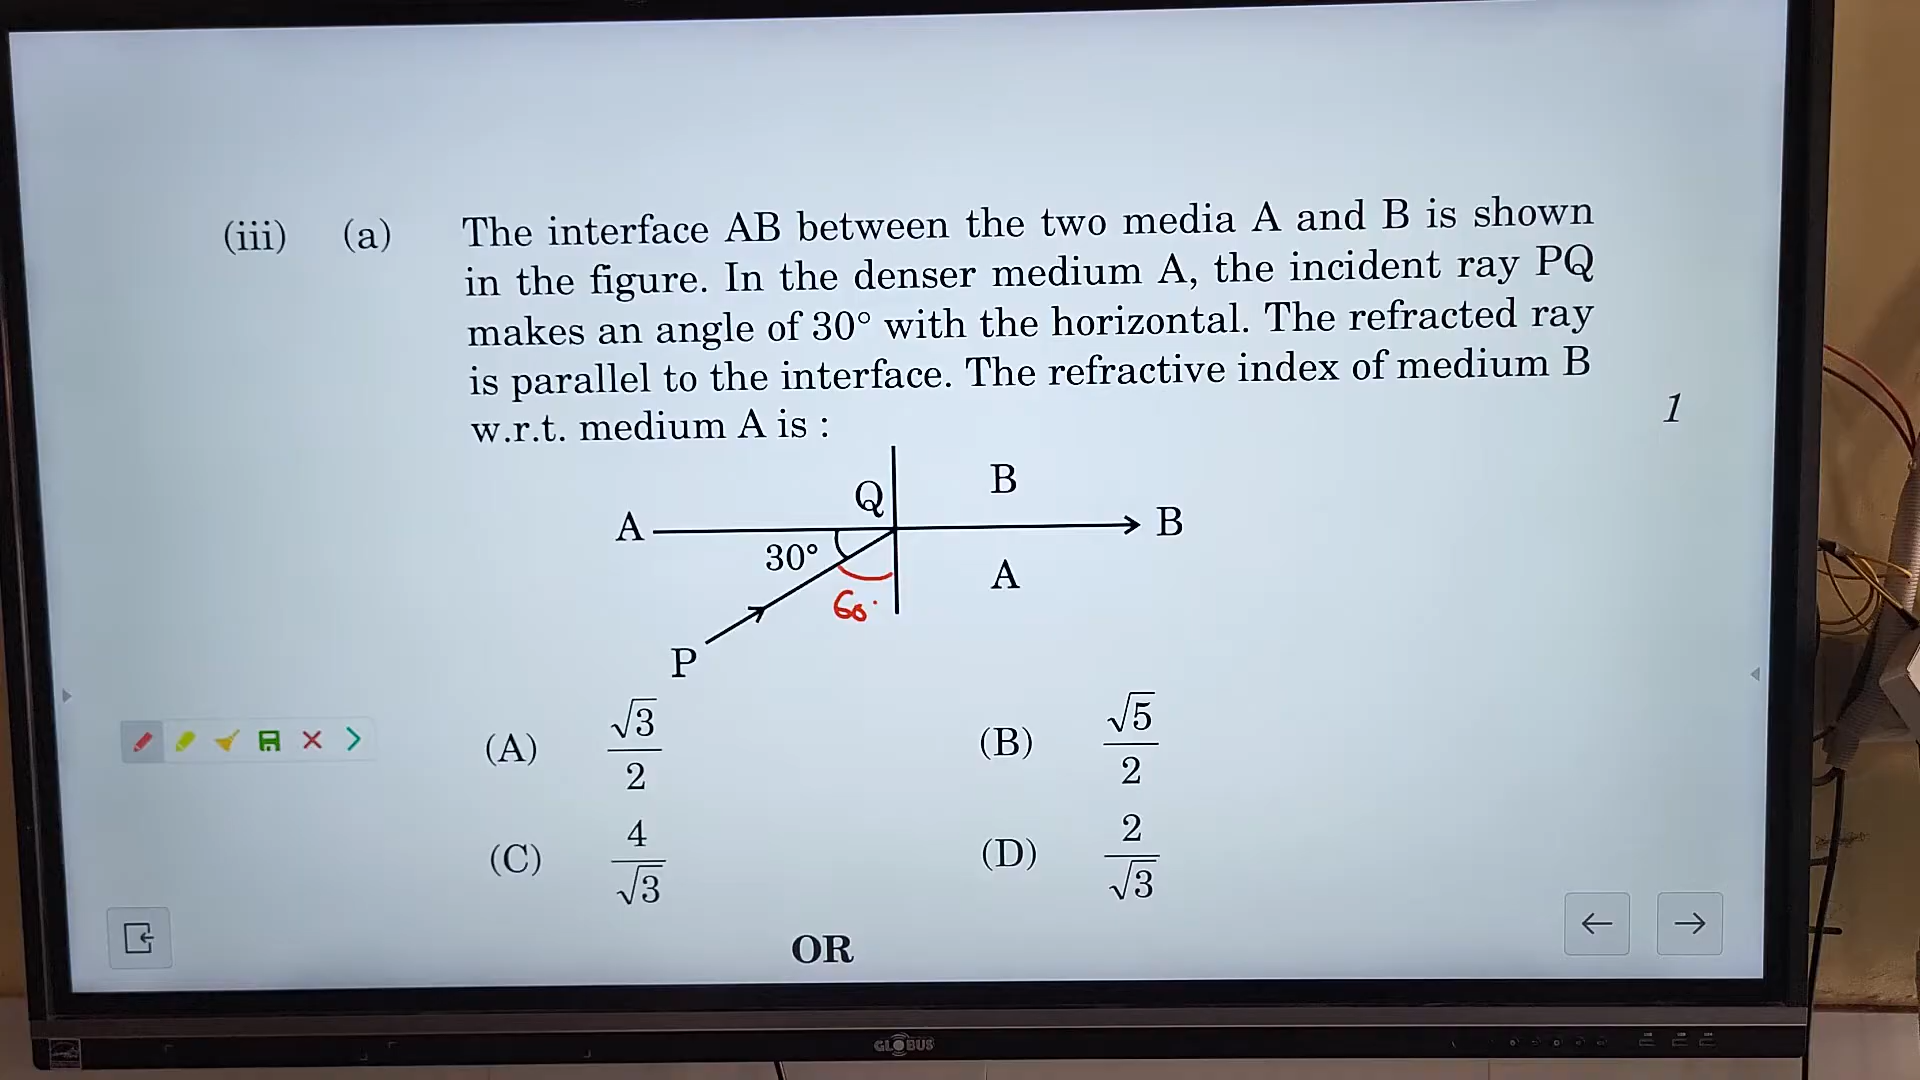 (iii) (a) The interface AB between the two media A and B is shown
in the figure. In the denser medium A, the incident ray PQ
makes an angle of 30° with the horizontal. The refracted ray
is parallel to the interface. The refractive index of medium B
w.r.t. medium A is :
1
Q B
A B
30° A
60°
P
(A) √3/2 (B) √5/2
(C) 4/√3 (D) 2/√3
OR
GLOBUS